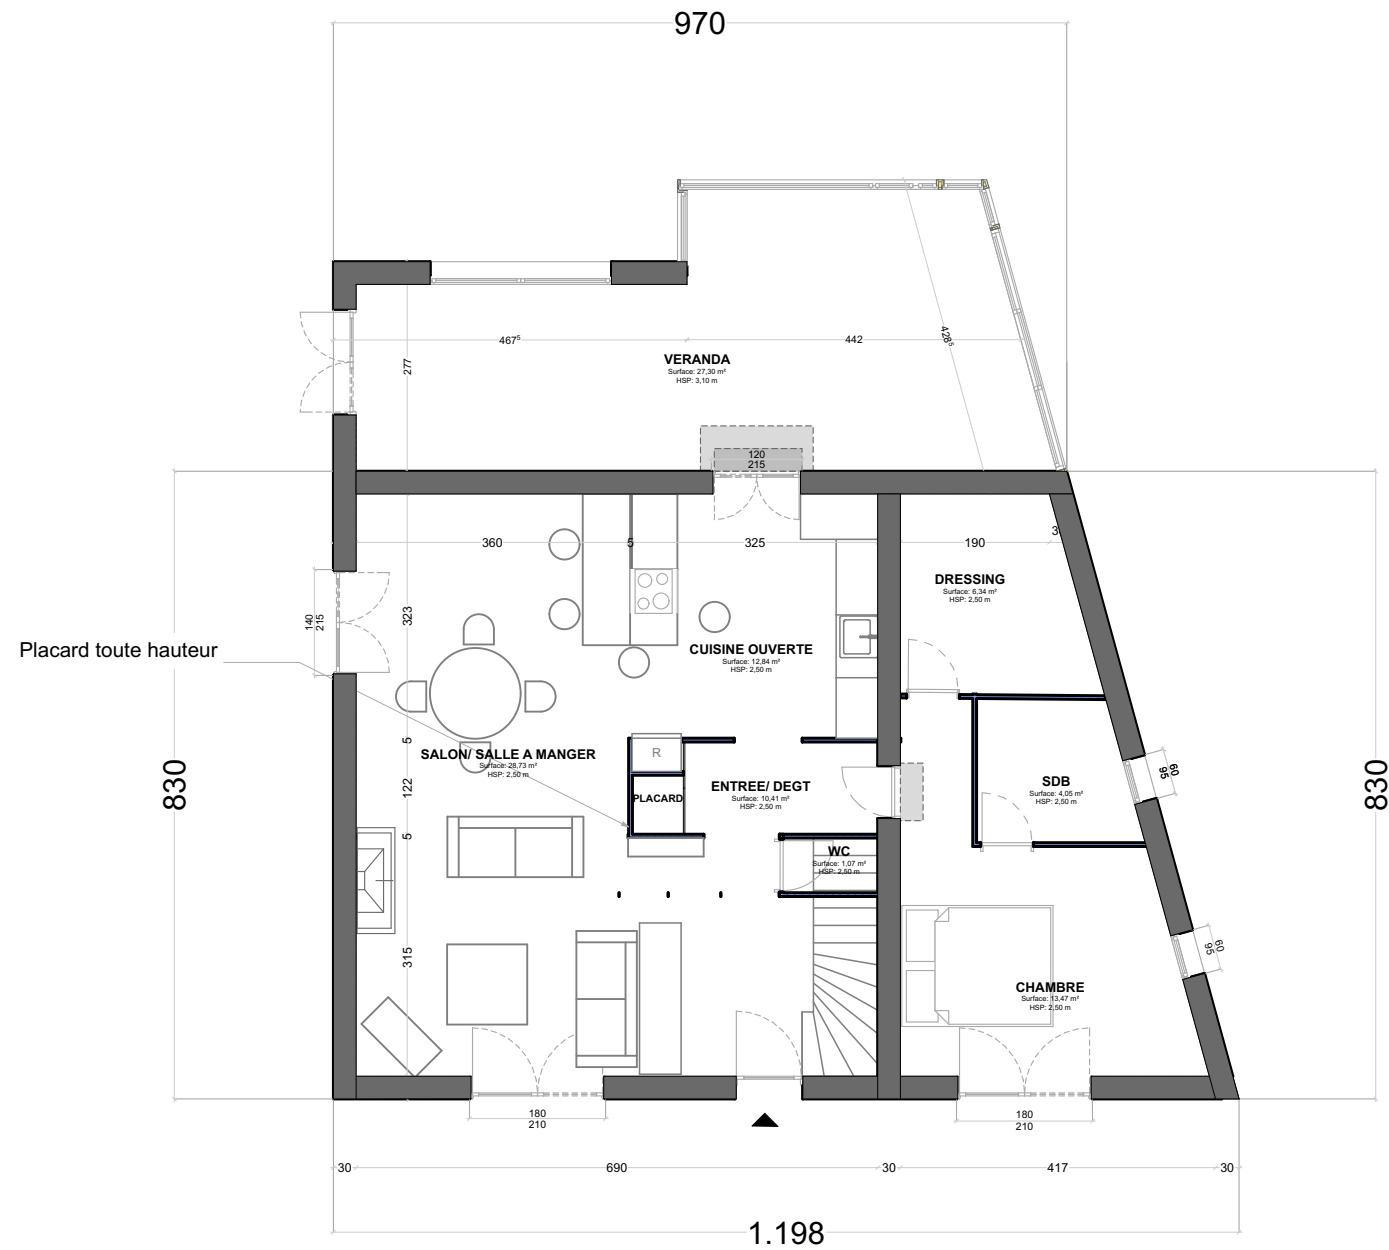 970
467⁵
442
428⁵
277
VERANDA
Surface: 27,30 m²
HSP: 3,10 m
120
215
360
5
325
190
3
DRESSING
Surface: 6,34 m²
HSP: 2,50 m
140
215
323
Placard toute hauteur
CUISINE OUVERTE
Surface: 12,84 m²
HSP: 2,50 m
5
SALON/ SALLE A MANGER
Surface: 28,73 m²
HSP: 2,50 m
R
PLACARD
ENTREE/ DEGT
Surface: 10,41 m²
HSP: 2,50 m
SDB
Surface: 4,05 m²
HSP: 2,50 m
60
95
830
830
122
5
WC
Surface: 1,07 m²
HSP: 2,50 m
315
60
95
CHAMBRE
Surface: 13,47 m²
HSP: 2,50 m
180
210
180
210
30
690
30
417
30
1.198